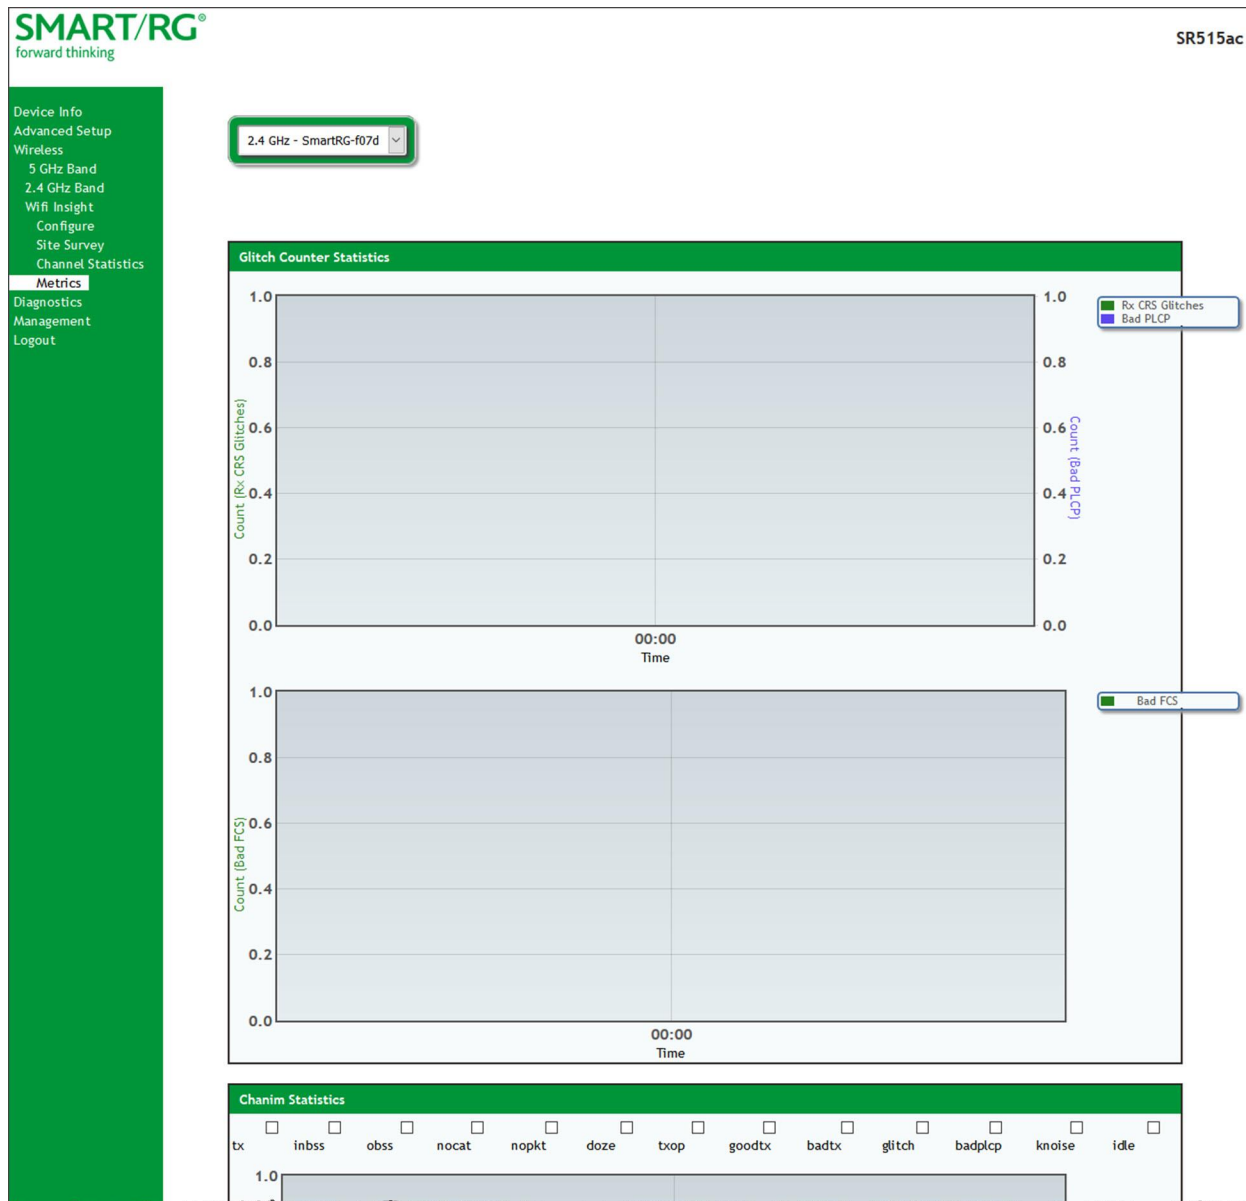 SMART/RG®
forward thinking
SR515ac
Device Info
Advanced Setup
Wireless
5 GHz Band
2.4 GHz Band
Wifi Insight
Configure
Site Survey
Channel Statistics
Metrics
Diagnostics
Management
Logout
2.4 GHz - SmartRG-f07d
Glitch Counter Statistics
1.0
0.8
0.6
0.4
0.2
0.0
Count (Rx CRS Glitches)
1.0
0.8
0.6
0.4
0.2
0.0
Count (Bad PLCP)
00:00
Time
Rx CRS Glitches
Bad PLCP
1.0
0.8
0.6
0.4
0.2
0.0
Count (Bad FCS)
00:00
Time
Bad FCS
Chanim Statistics
tx inbss obss nocat nopkt doze txop goodtx badtx glitch badplcp knoise idle
1.0